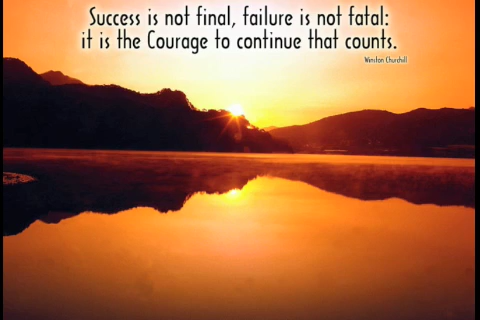 Success is not final, failure is not fatal:
it is the Courage to continue that counts.
Winston Churchill